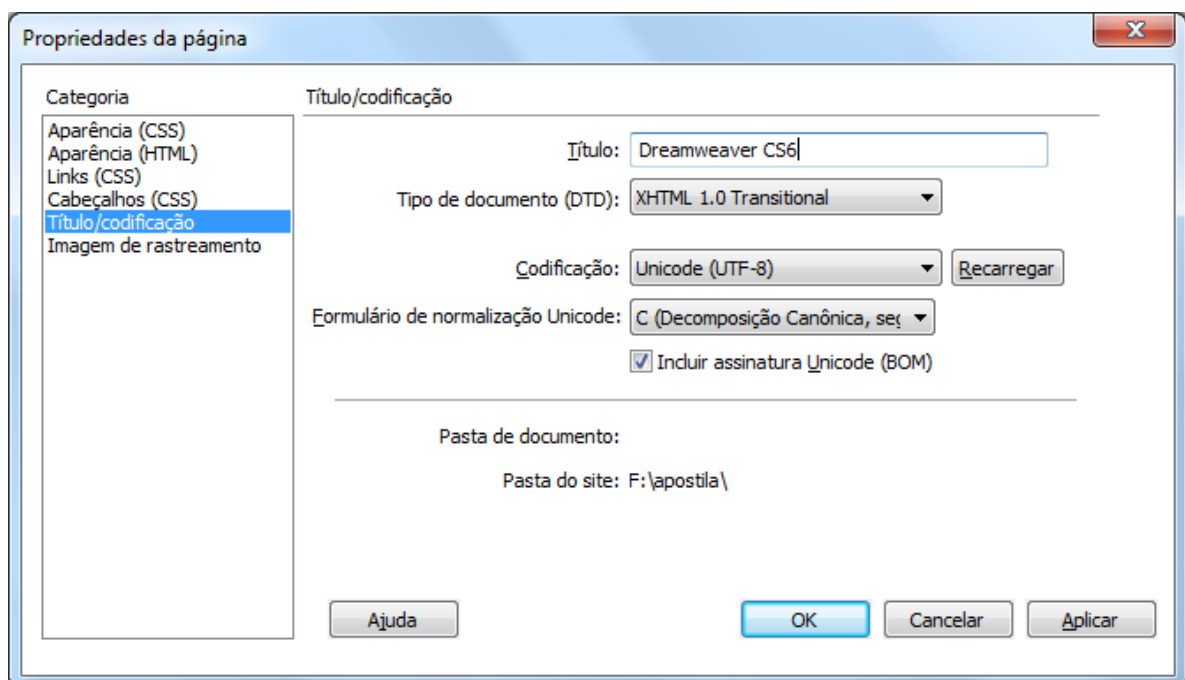 Propriedades da página
Categoria
Aparência (CSS)
Aparência (HTML)
Links (CSS)
Cabeçalhos (CSS)
Título/codificação
Imagem de rastreamento
Título/codificação
Título: Dreamweaver CS6
Tipo de documento (DTD): XHTML 1.0 Transitional
Codificação: Unicode (UTF-8) Recarregar
Formulário de normalização Unicode: C (Decomposição Canônica, seg
Incluir assinatura Unicode (BOM)
Pasta de documento:
Pasta do site: F:\apostila\
Ajuda OK Cancelar Aplicar